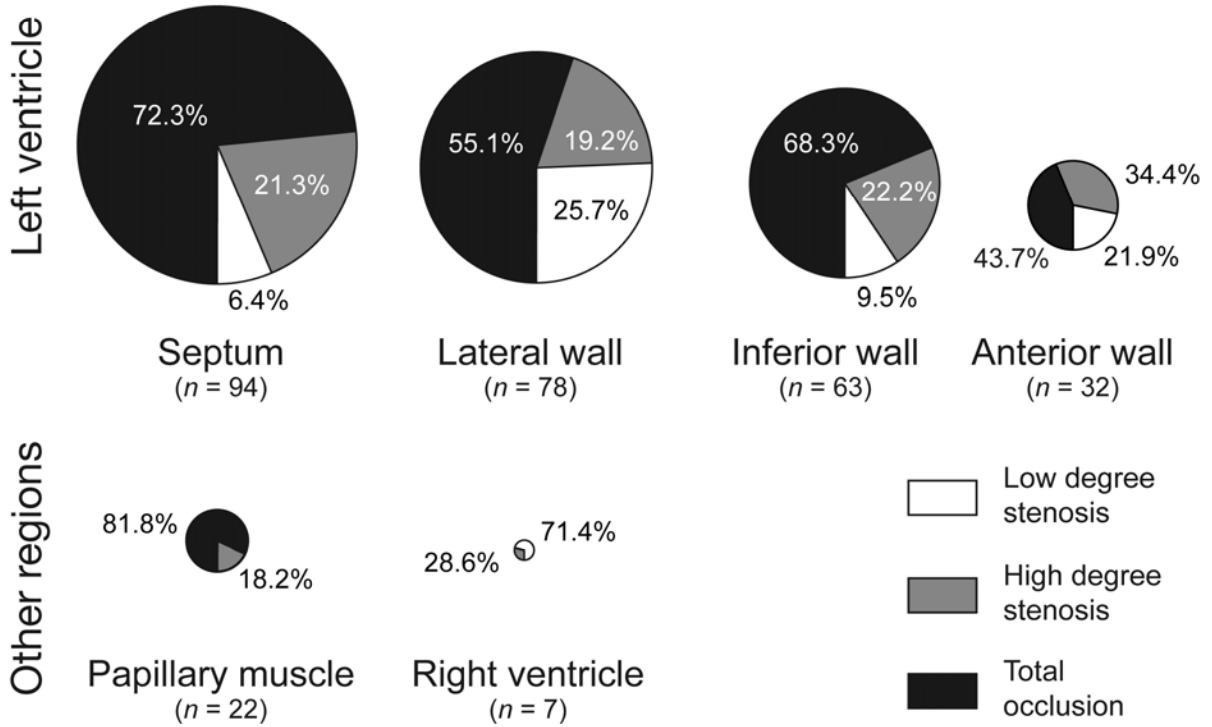 Left ventricle
72.3%
21.3%
6.4%
Septum
(n = 94)
55.1%
19.2%
25.7%
Lateral wall
(n = 78)
68.3%
22.2%
9.5%
Inferior wall
(n = 63)
34.4%
43.7%
21.9%
Anterior wall
(n = 32)
Other regions
81.8%
18.2%
Papillary muscle
(n = 22)
71.4%
28.6%
Right ventricle
(n = 7)
Low degree
stenosis
High degree
stenosis
Total
occlusion